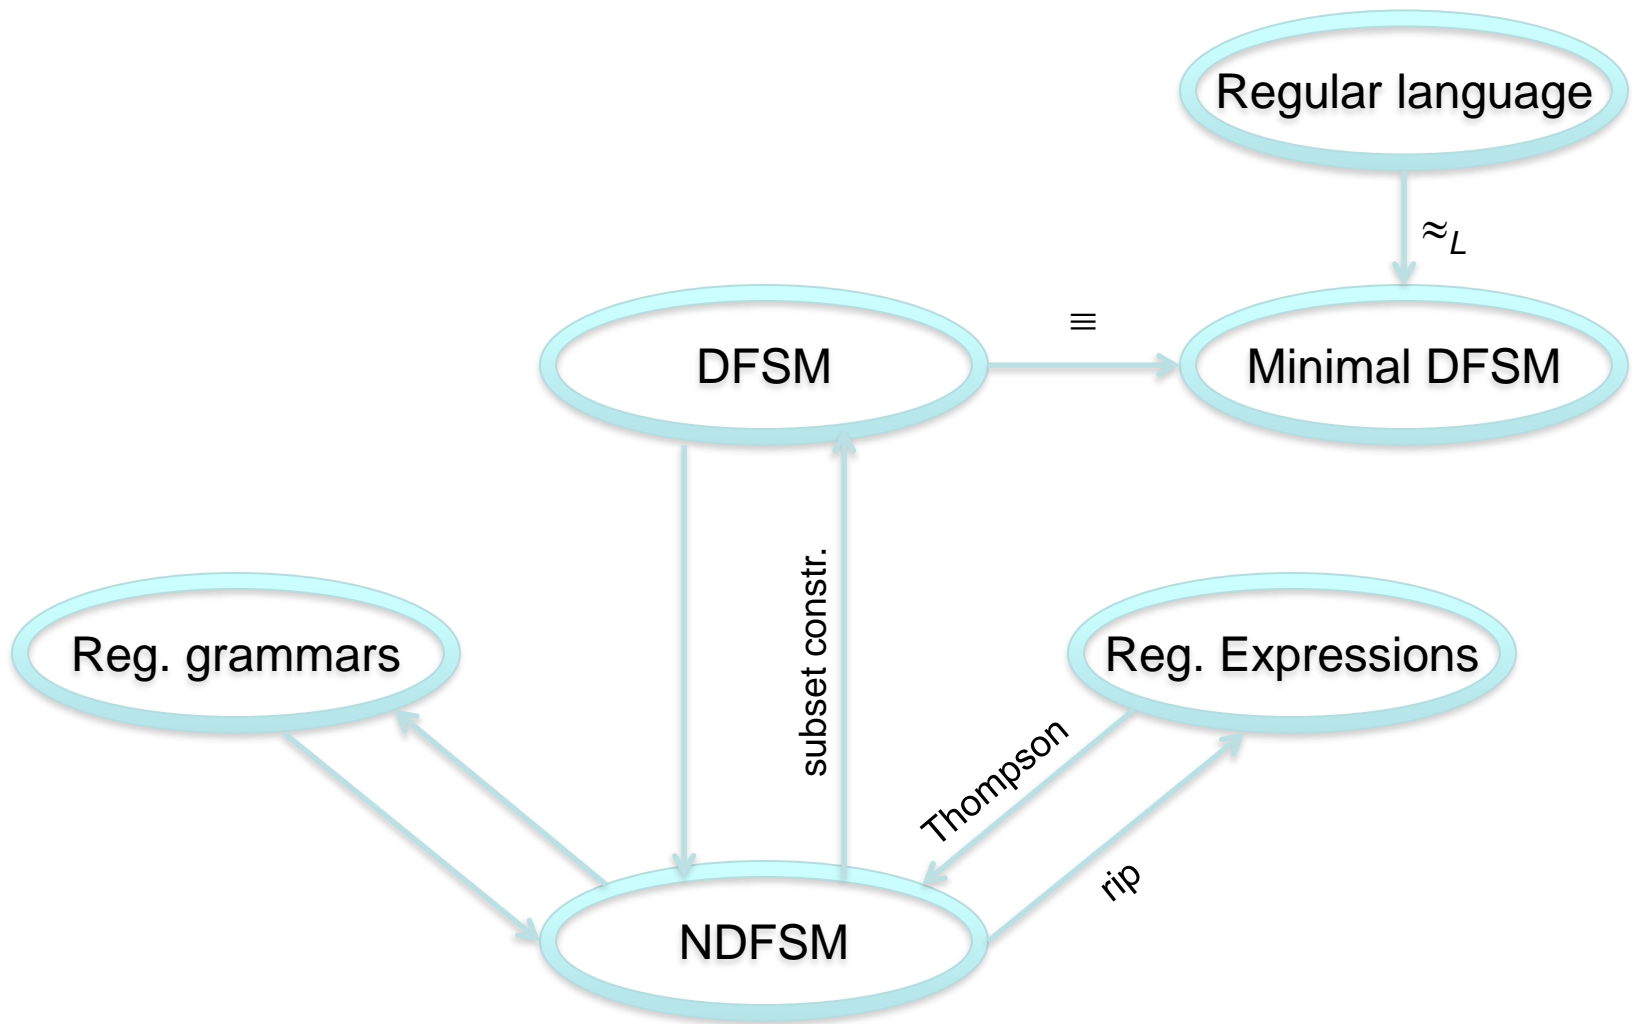 Regular language
≈L
≡
DFSM
Minimal DFSM
subset constr.
Reg. grammars
Reg. Expressions
Thompson
rip
NDFSM